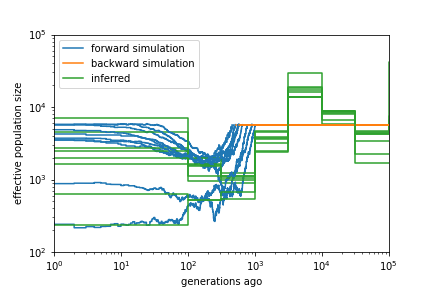 forward simulation
backward simulation
inferred
effective population size
10^5
10^4
10^3
10^2
10^0
10^1
10^2
10^3
10^4
10^5
generations ago